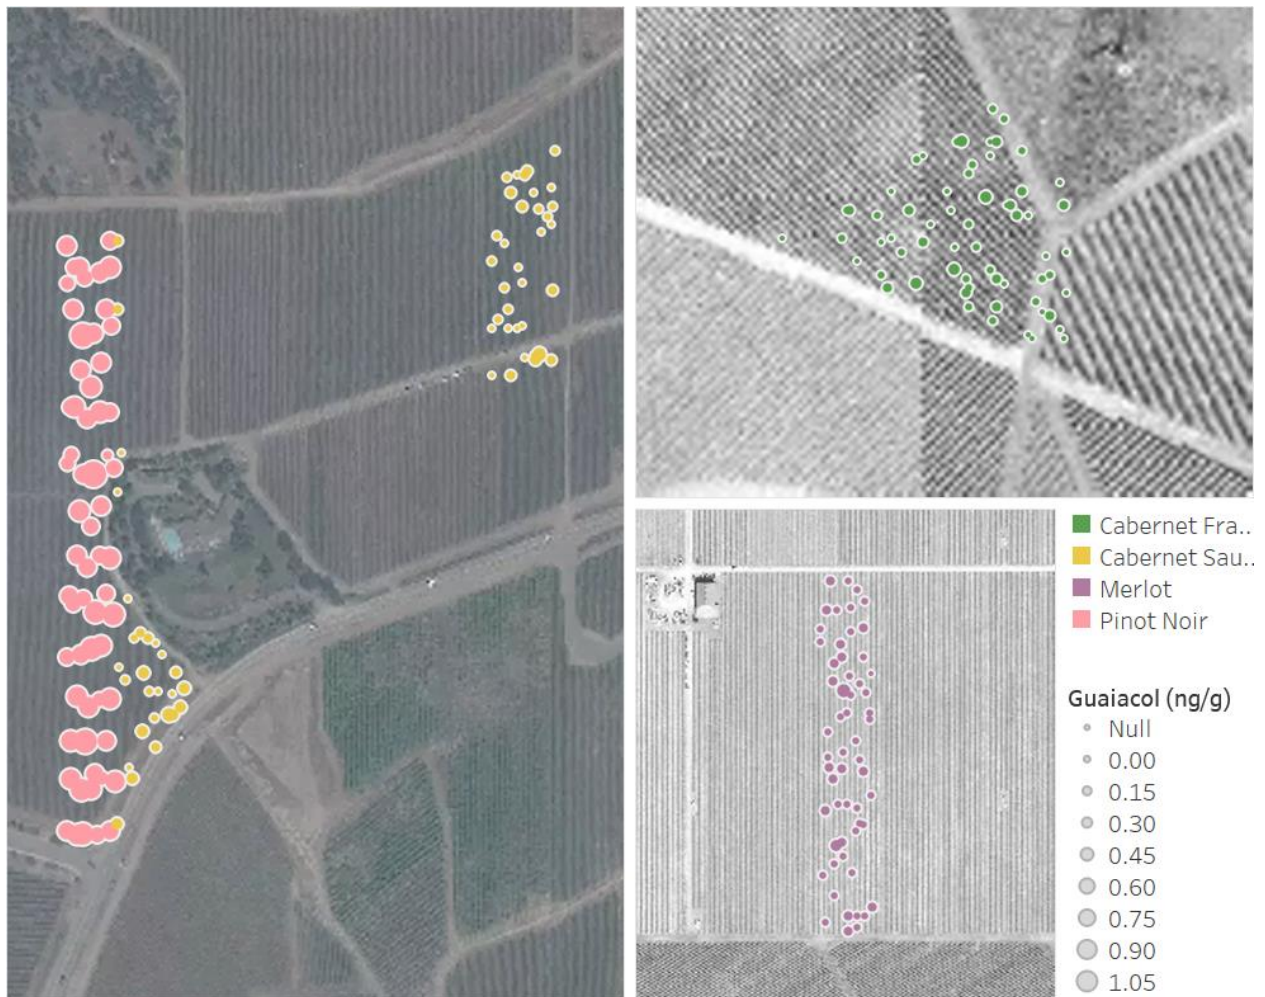 Cabernet Fra..
Cabernet Sau..
Merlot
Pinot Noir
Guaiacol (ng/g)
Null
0.00
0.15
0.30
0.45
0.60
0.75
0.90
1.05